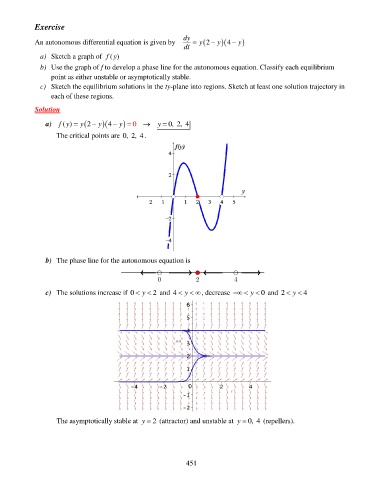 Exercise
An autonomous differential equation is given by dy/dt = y(2 − y)(4 − y)
a) Sketch a graph of f(y)
b) Use the graph of f to develop a phase line for the autonomous equation. Classify each equilibrium
point as either unstable or asymptotically stable.
c) Sketch the equilibrium solutions in the ty-plane into regions. Sketch at least one solution trajectory in
each of these regions.
Solution
a) f(y) = y(2 − y)(4 − y) = 0 → y = 0, 2, 4
The critical points are 0, 2, 4.
f(y)
4
2
y
2 1 1 2 3 4 5
−2
−4
b) The phase line for the autonomous equation is
0 2 4
c) The solutions increase if 0 < y < 2 and 4 < y < ∞, decrease −∞ < y < 0 and 2 < y < 4
6
5
4
3
2
1
−4 −2 0 2 4
−1
−2
The asymptotically stable at y = 2 (attractor) and unstable at y = 0, 4 (repellers).
451